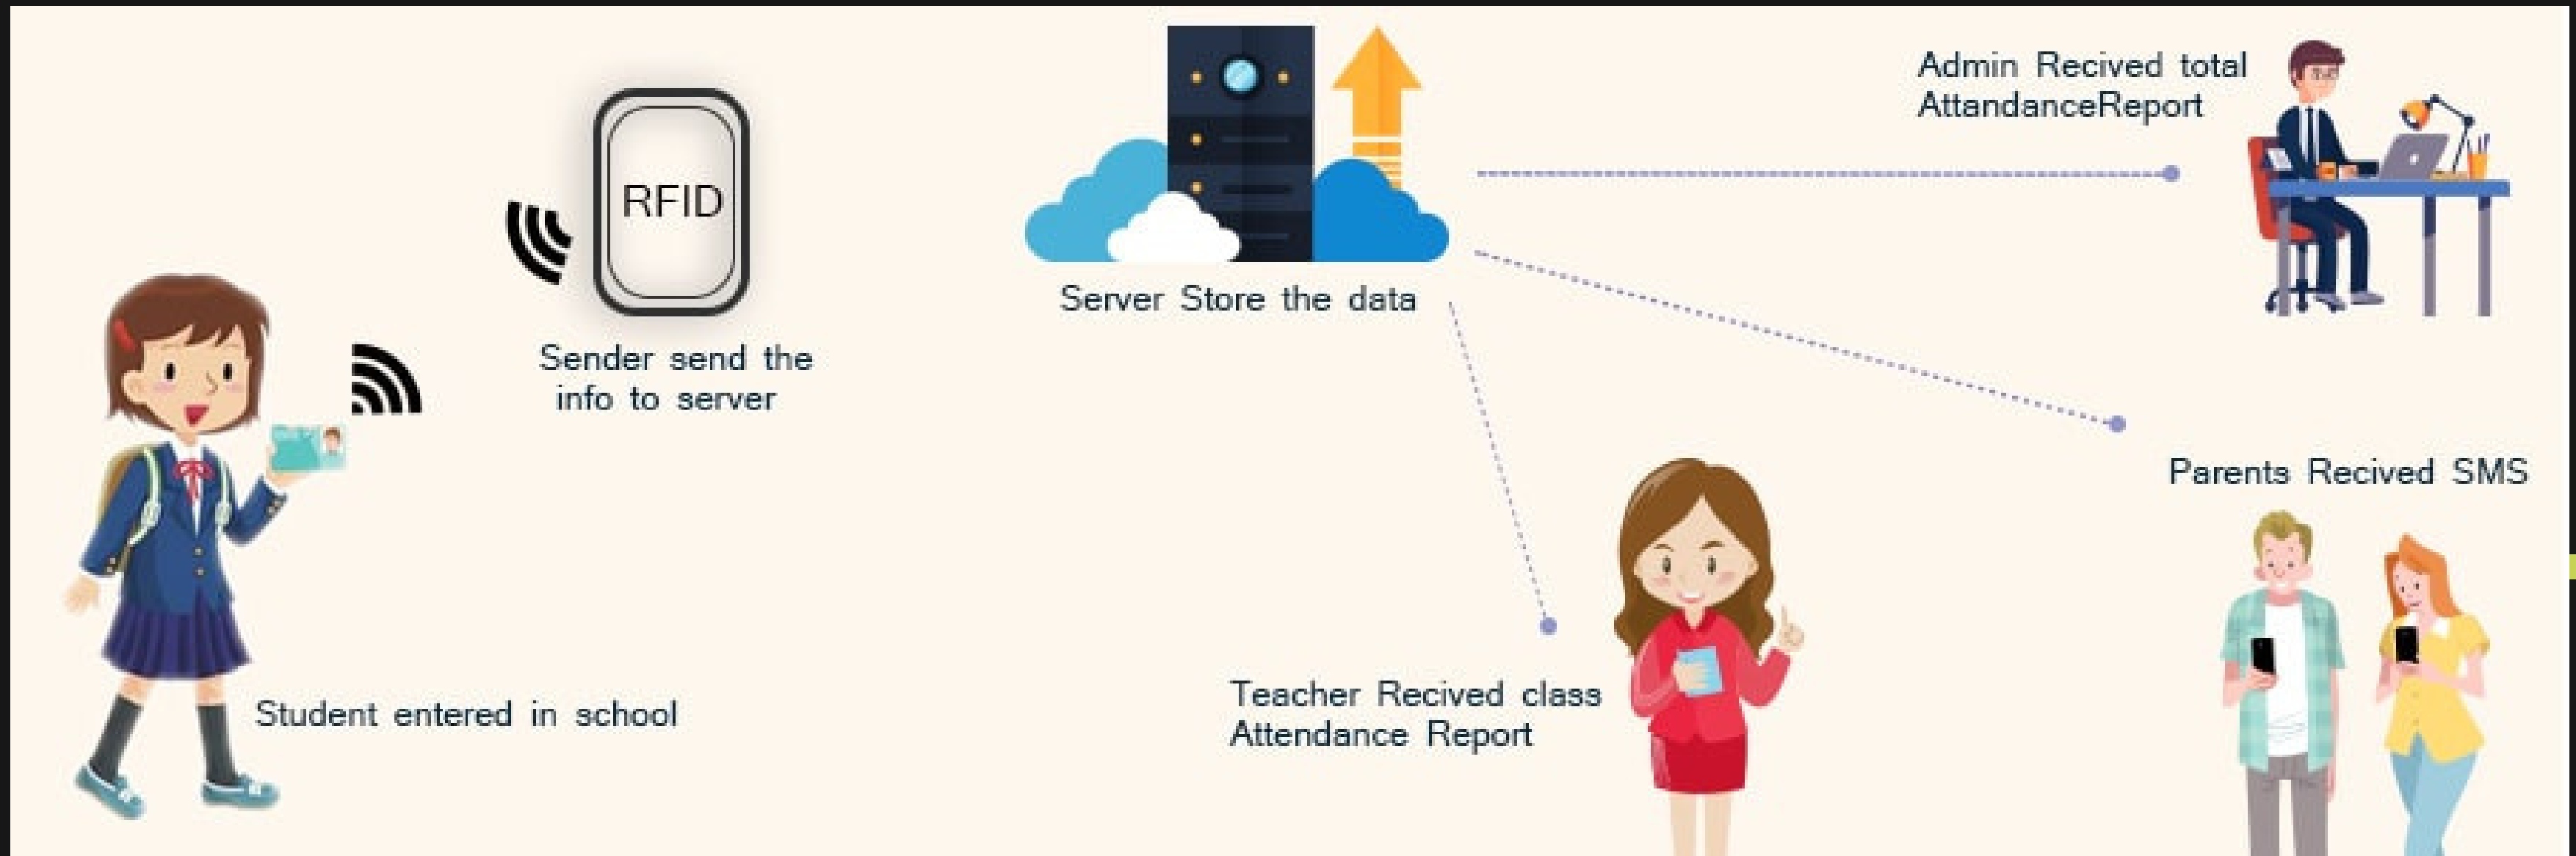 RFID
Sender send the
info to server
Student entered in school
Server Store the data
Admin Recived total
AttandanceReport
Parents Recived SMS
Teacher Recived class
Attendance Report